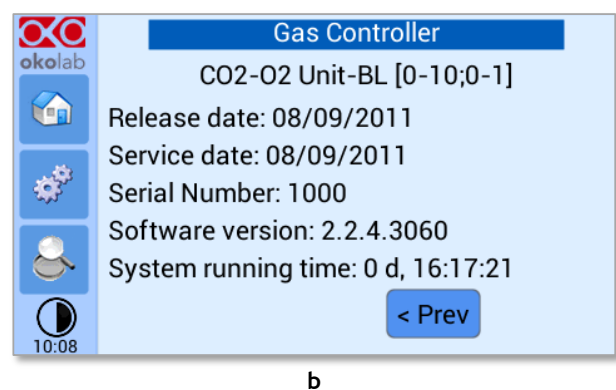 Gas Controller
okolab
CO2-O2 Unit-BL [0-10;0-1]
Release date: 08/09/2011
Service date: 08/09/2011
Serial Number: 1000
Software version: 2.2.4.3060
System running time: 0 d, 16:17:21
< Prev
10:08
b